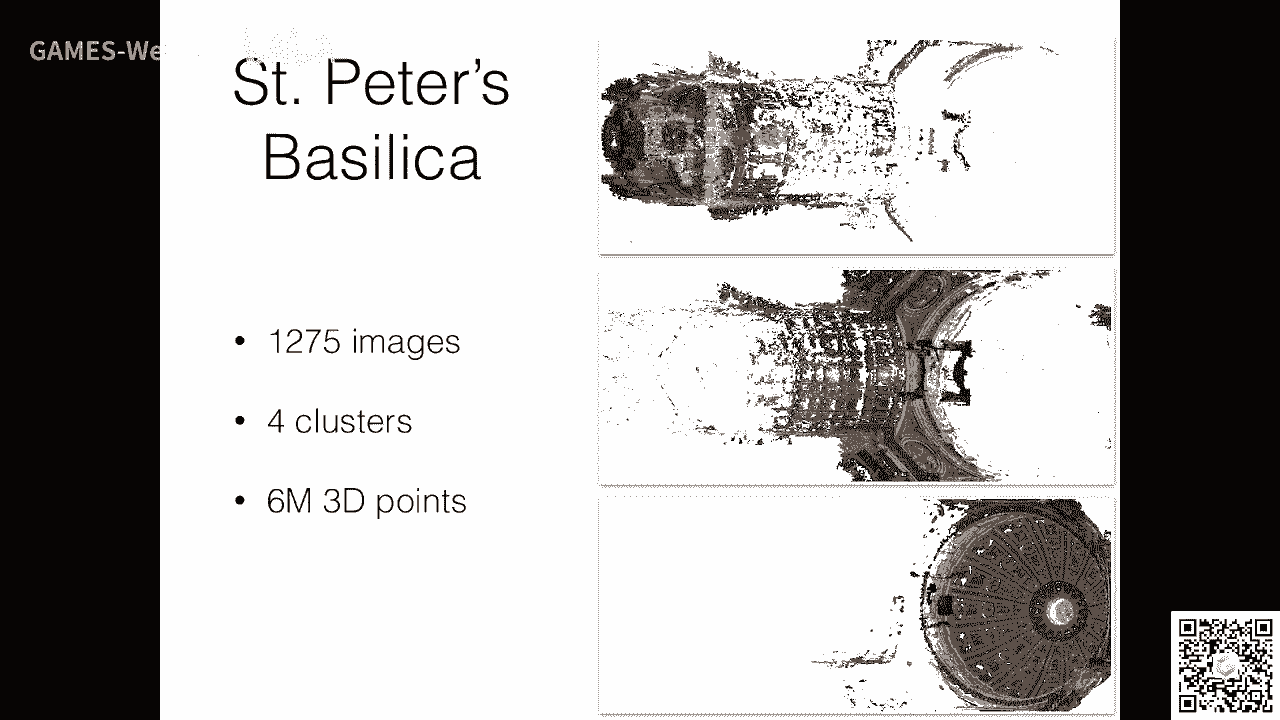 GAMES-We
St. Peter’s
Basilica
• 1275 images
• 4 clusters
• 6M 3D points